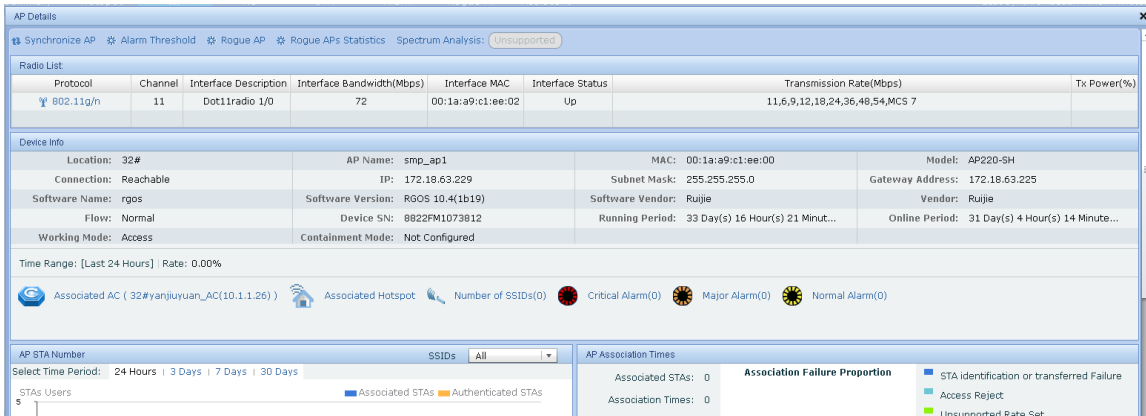 AP Details
Synchronize AP Alarm Threshold Rogue AP Rogue APs Statistics Spectrum Analysis: Unsupported
Radio List
Protocol Channel Interface Description Interface Bandwidth(Mbps) Interface MAC Interface Status Transmission Rate(Mbps) Tx Power(%)
802.11g/n 11 Dot11radio 1/0 72 00:1a:a9:c1:ee:02 Up 11,6,9,12,18,24,36,48,54,MCS 7
Device Info
Location: 32# AP Name: smp_ap1 MAC: 00:1a:a9:c1:ee:00 Model: AP220-SH
Connection: Reachable IP: 172.18.63.229 Subnet Mask: 255.255.255.0 Gateway Address: 172.18.63.225
Software Name: rgos Software Version: RGOS 10.4(1b19) Software Vendor: Ruijie Vendor: Ruijie
Flow: Normal Device SN: 8822FM1073812 Running Period: 33 Day(s) 16 Hour(s) 21 Minut... Online Period: 31 Day(s) 4 Hour(s) 14 Minute...
Working Mode: Access Containment Mode: Not Configured
Time Range: [Last 24 Hours] Rate: 0.00%
Associated AC ( 32#yanjiuyuan_AC(10.1.1.26) ) Associated Hotspot Number of SSIDs(0) Critical Alarm(0) Major Alarm(0) Normal Alarm(0)
AP STA Number SSIDs All AP Association Times
Select Time Period: 24 Hours | 3 Days | 7 Days | 30 Days
Associated STAs: 0 Association Failure Proportion STA identification or transferred Failure
STAs Users Associated STAs Authenticated STAs
Association Times: 0 Access Reject
5
Unsupported Rate Set